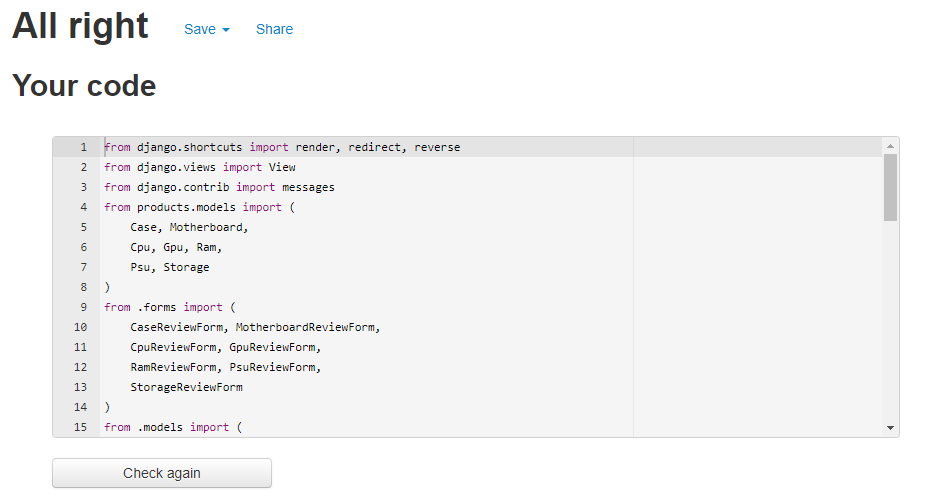 All right Save Share
Your code
1 from django.shortcuts import render, redirect, reverse
2 from django.views import View
3 from django.contrib import messages
4 from products.models import (
5     Case, Motherboard,
6     Cpu, Gpu, Ram,
7     Psu, Storage
8 )
9 from .forms import (
10     CaseReviewForm, MotherboardReviewForm,
11     CpuReviewForm, GpuReviewForm,
12     RamReviewForm, PsuReviewForm,
13     StorageReviewForm
14 )
15 from .models import (
Check again